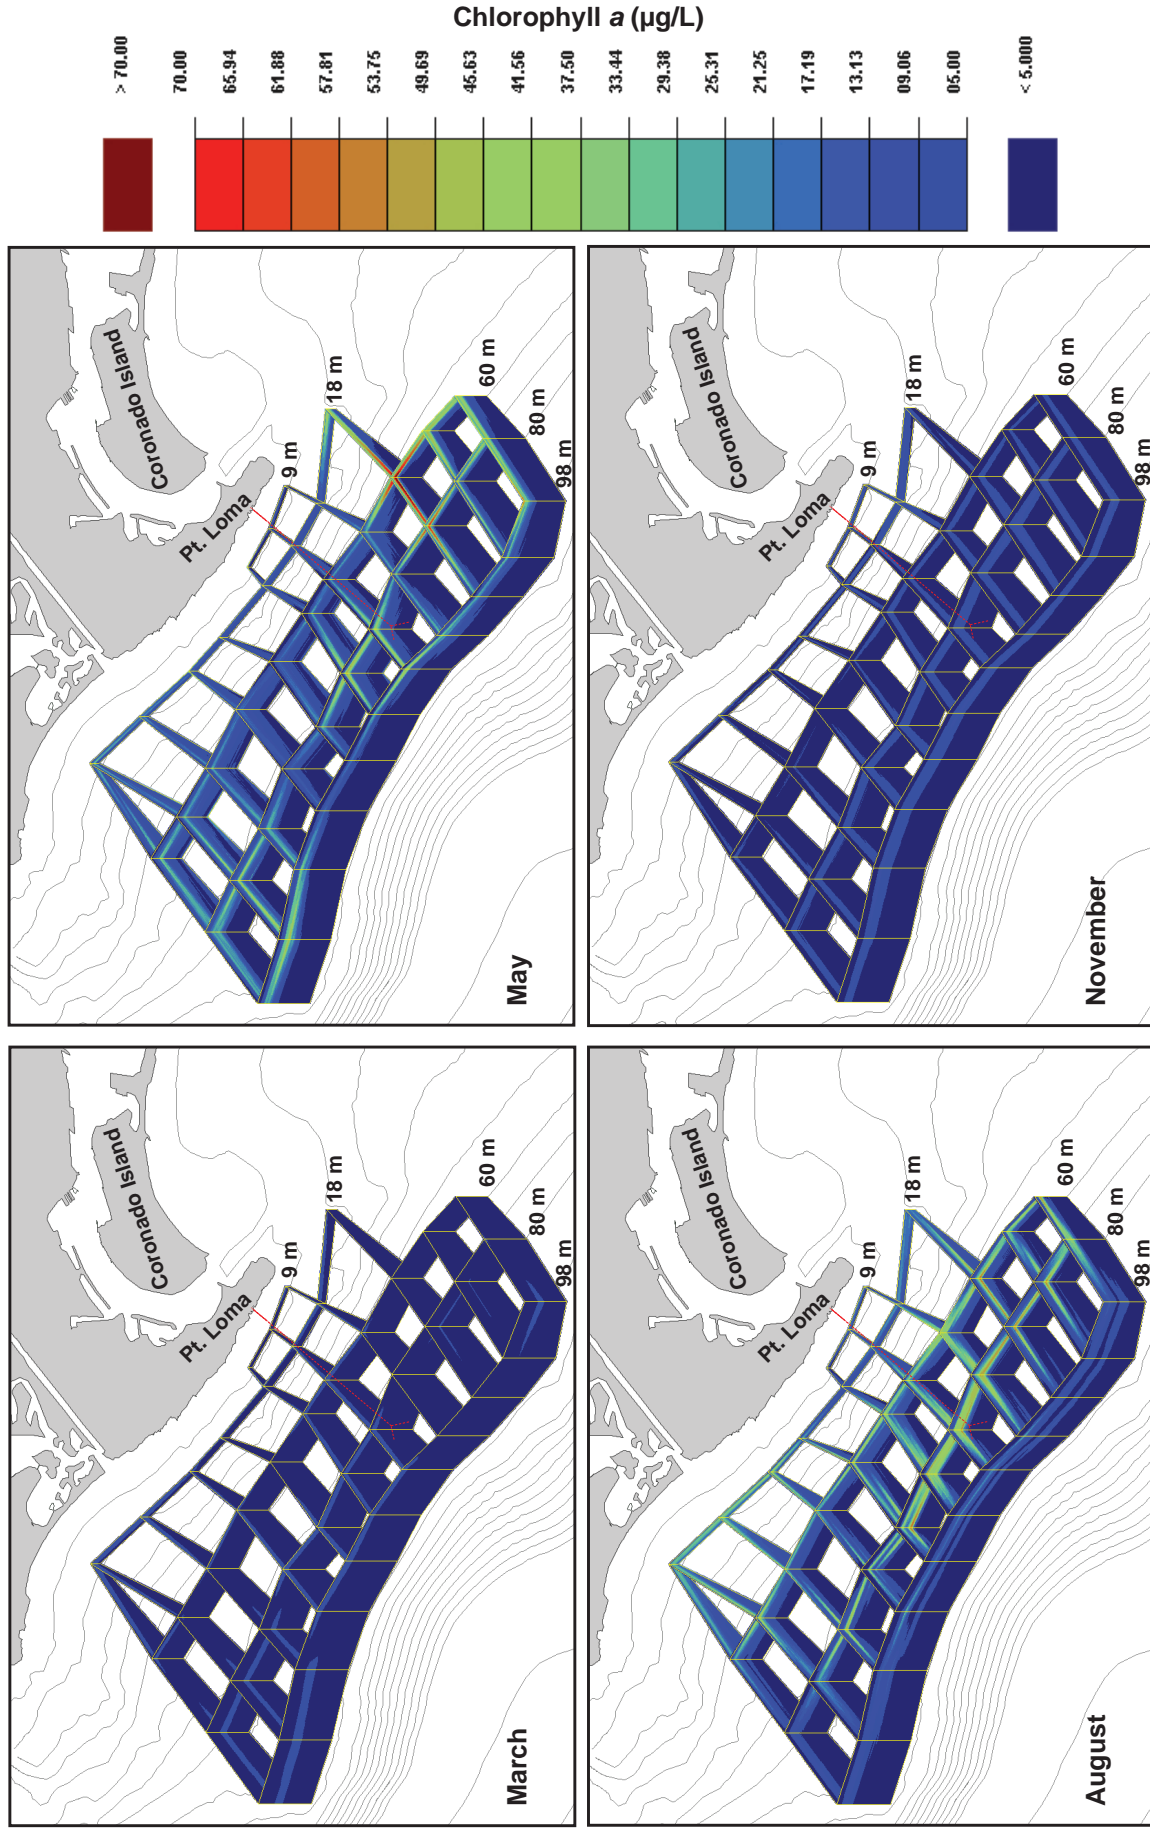 Chlorophyll a (µg/L)
> 70.00
70.00
65.94
61.88
57.81
53.75
49.69
45.63
41.56
37.50
33.44
29.38
25.31
21.25
17.19
13.13
09.06
05.00
< 5.000
Coronado Island
Pt. Loma
9 m
18 m
60 m
80 m
98 m
May
Coronado Island
Pt. Loma
9 m
18 m
60 m
80 m
98 m
November
Coronado Island
Pt. Loma
9 m
18 m
60 m
80 m
98 m
March
Coronado Island
Pt. Loma
9 m
18 m
60 m
80 m
98 m
August